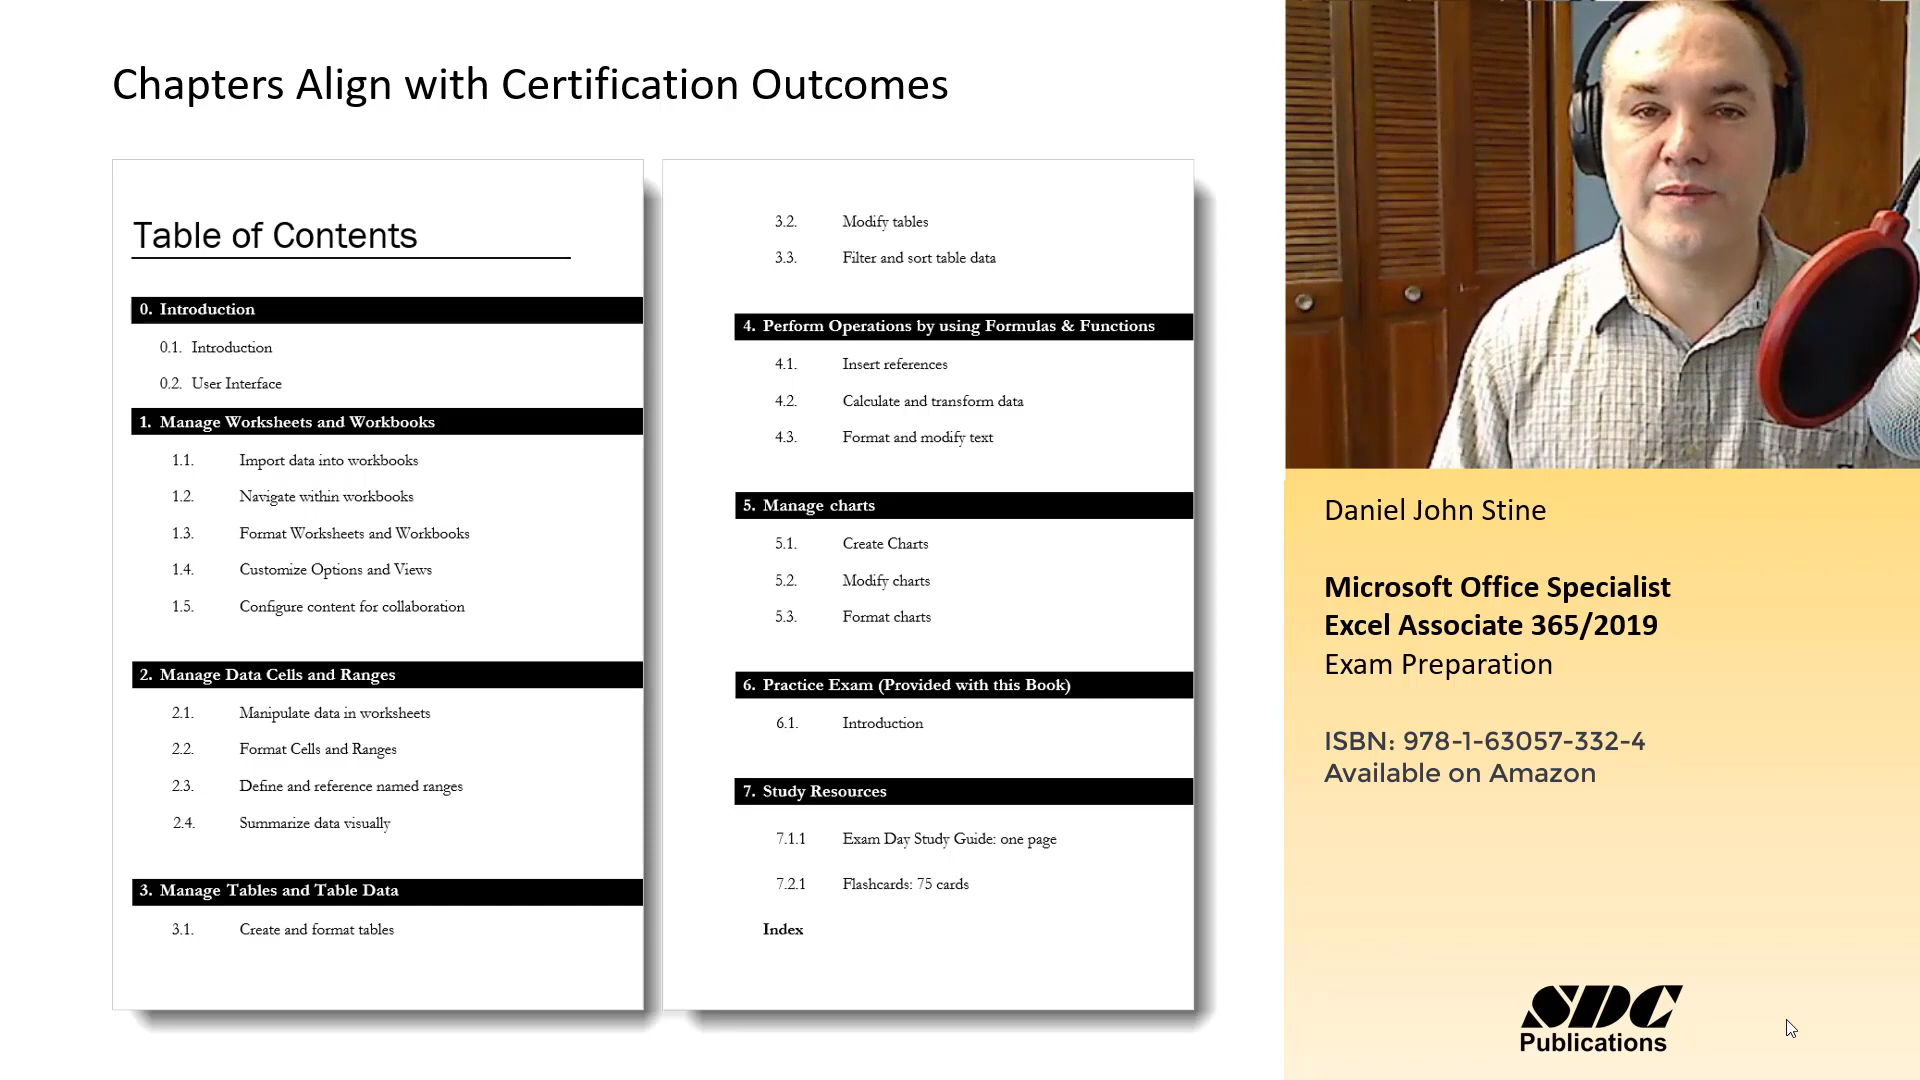 Chapters Align with Certification Outcomes
Table of Contents
0. Introduction
0.1. Introduction
0.2. User Interface
1. Manage Worksheets and Workbooks
1.1. Import data into workbooks
1.2. Navigate within workbooks
1.3. Format Worksheets and Workbooks
1.4. Customize Options and Views
1.5. Configure content for collaboration
2. Manage Data Cells and Ranges
2.1. Manipulate data in worksheets
2.2. Format Cells and Ranges
2.3. Define and reference named ranges
2.4. Summarize data visually
3. Manage Tables and Table Data
3.1. Create and format tables
3.2. Modify tables
3.3. Filter and sort table data
4. Perform Operations by using Formulas & Functions
4.1. Insert references
4.2. Calculate and transform data
4.3. Format and modify text
5. Manage charts
5.1. Create Charts
5.2. Modify charts
5.3. Format charts
6. Practice Exam (Provided with this Book)
6.1. Introduction
7. Study Resources
7.1.1 Exam Day Study Guide: one page
7.2.1 Flashcards: 75 cards
Index
Daniel John Stine
Microsoft Office Specialist
Excel Associate 365/2019
Exam Preparation
ISBN: 978-1-63057-332-4
Available on Amazon
SDC
Publications